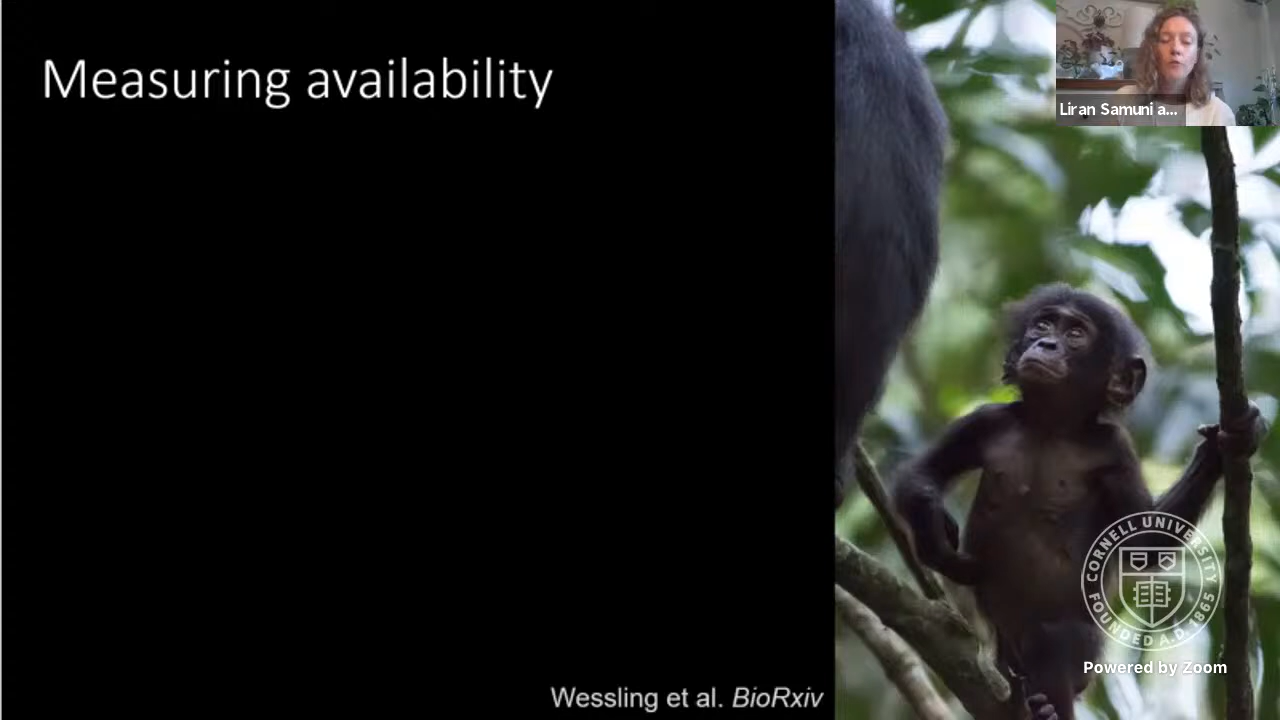 Measuring availability
Liran Samuni a...
CORNELL UNIVERSITY
FOUNDED A.D. 1865
Powered by Zoom
Wessling et al. BioRxiv